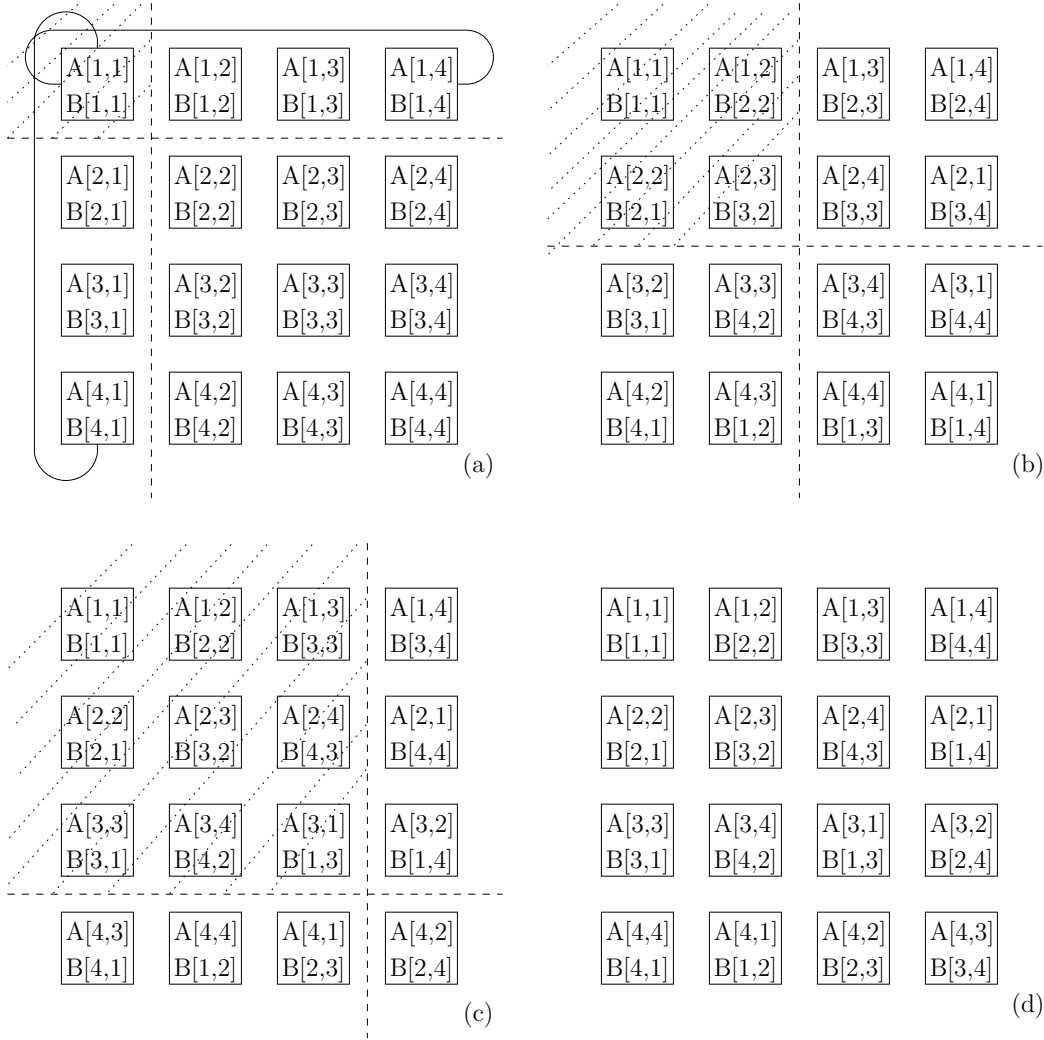 A[1,1] A[1,2] A[1,3] A[1,4]
B[1,1] B[1,2] B[1,3] B[1,4]
A[2,1] A[2,2] A[2,3] A[2,4]
B[2,1] B[2,2] B[2,3] B[2,4]
A[3,1] A[3,2] A[3,3] A[3,4]
B[3,1] B[3,2] B[3,3] B[3,4]
A[4,1] A[4,2] A[4,3] A[4,4]
B[4,1] B[4,2] B[4,3] B[4,4]
(a)
A[1,1] A[1,2] A[1,3] A[1,4]
B[1,1] B[2,2] B[2,3] B[2,4]
A[2,2] A[2,3] A[2,4] A[2,1]
B[2,1] B[3,2] B[3,3] B[3,4]
A[3,2] A[3,3] A[3,4] A[3,1]
B[3,1] B[4,2] B[4,3] B[4,4]
A[4,2] A[4,3] A[4,4] A[4,1]
B[4,1] B[1,2] B[1,3] B[1,4]
(b)
A[1,1] A[1,2] A[1,3] A[1,4]
B[1,1] B[2,2] B[3,3] B[3,4]
A[2,2] A[2,3] A[2,4] A[2,1]
B[2,1] B[3,2] B[4,3] B[4,4]
A[3,3] A[3,4] A[3,1] A[3,2]
B[3,1] B[4,2] B[1,3] B[1,4]
A[4,3] A[4,4] A[4,1] A[4,2]
B[4,1] B[1,2] B[2,3] B[2,4]
(c)
A[1,1] A[1,2] A[1,3] A[1,4]
B[1,1] B[2,2] B[3,3] B[4,4]
A[2,2] A[2,3] A[2,4] A[2,1]
B[2,1] B[3,2] B[4,3] B[1,4]
A[3,3] A[3,4] A[3,1] A[3,2]
B[3,1] B[4,2] B[1,3] B[2,4]
A[4,4] A[4,1] A[4,2] A[4,3]
B[4,1] B[1,2] B[2,3] B[3,4]
(d)